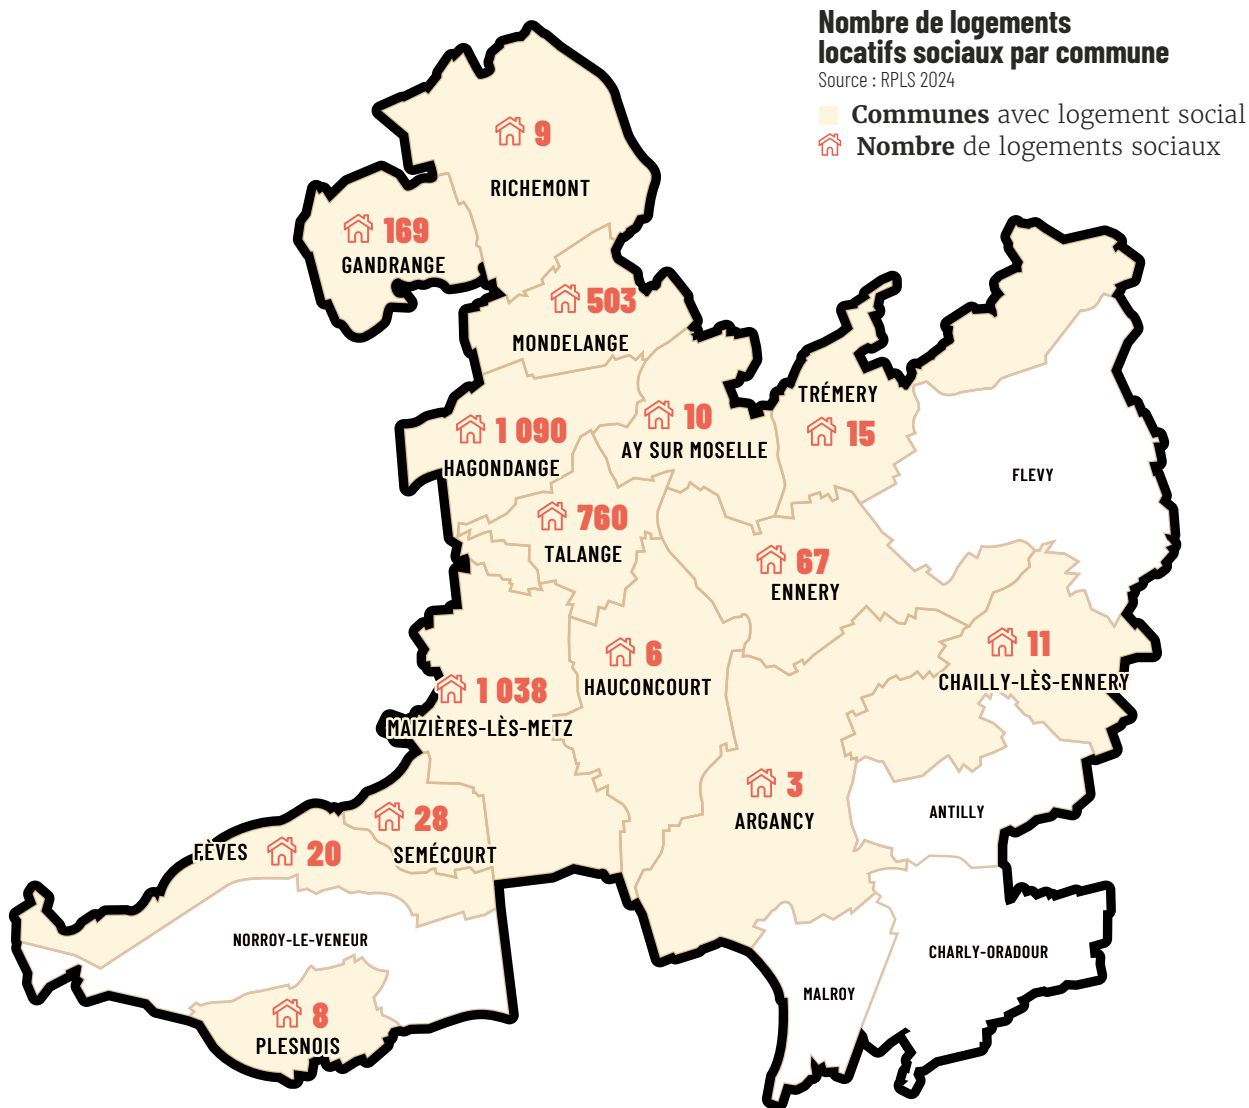 Nombre de logements
locatifs sociaux par commune
Source : RPLS 2024
Communes avec logement social
Nombre de logements sociaux
9
RICHEMONT
169
GANDRANGE
503
MONDELANGE
TRÉMERY
15
10
AY SUR MOSELLE
1 090
HAGONDANGE
FLEVY
760
TALANGE
67
ENNERY
6
HAUCONCOURT
11
CHAILLY-LÈS-ENNERY
1 038
MAIZIÈRES-LÈS-METZ
3
ARGANCY
ANTILLY
28
SEMÉCOURT
FÈVES
20
NORROY-LE-VENEUR
CHARLY-ORADOUR
MALROY
8
PLESNOIS